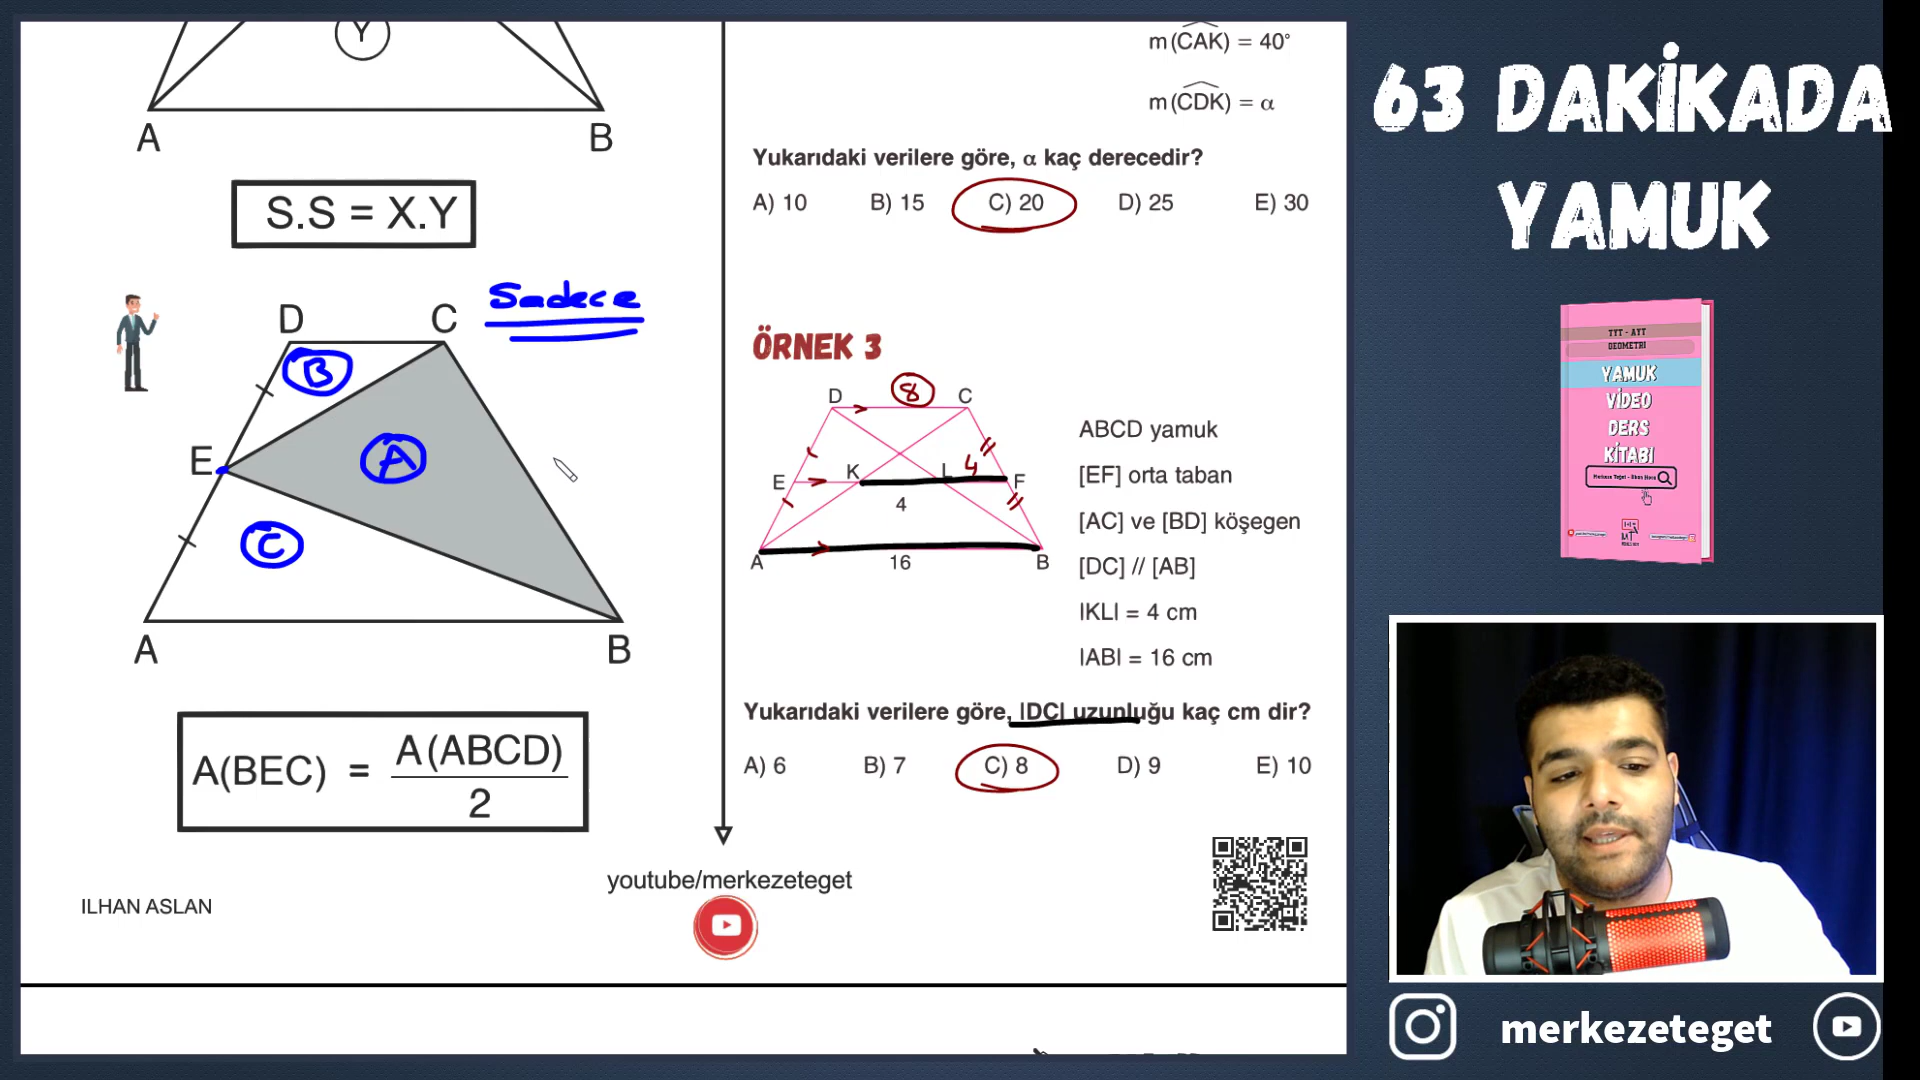 Y
A
B
S.S = X.Y
Sadece
D
C
B
E
A
C
A
B
A(BEC) = A(ABCD)
2
ILHAN ASLAN
youtube/merkezeteget
m(CAK) = 40°
m(CDK) = α
Yukarıdaki verilere göre, α kaç derecedir?
A) 10 B) 15 C) 20 D) 25 E) 30
ÖRNEK 3
8
D C
4
E K L F
4
A 16 B
ABCD yamuk
[EF] orta taban
[AC] ve [BD] köşegen
[DC] // [AB]
IKLI = 4 cm
IABI = 16 cm
Yukarıdaki verilere göre, IDCI uzunluğu kaç cm dir?
A) 6 B) 7 C) 8 D) 9 E) 10
63 DAKİKADA
YAMUK
TYT - AYT
GEOMETRI
YAMUK
VİDEO
DERS
KİTABI
merkezeteget